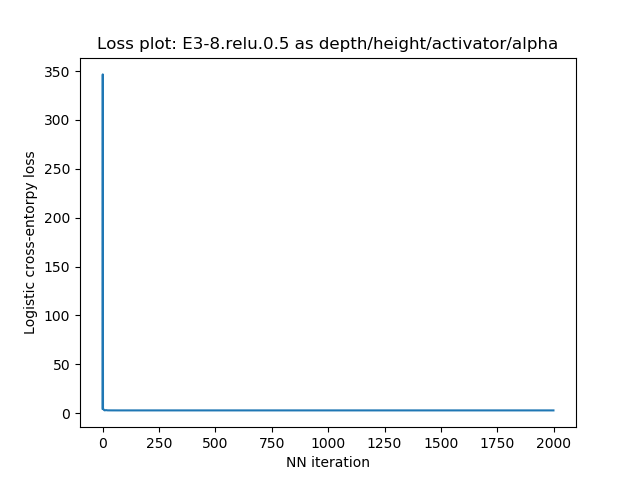 Loss plot: E3-8.relu.0.5 as depth/height/activator/alpha
350
300
250
200
150
100
50
0
Logistic cross-entorpy loss
0 250 500 750 1000 1250 1500 1750 2000
NN iteration